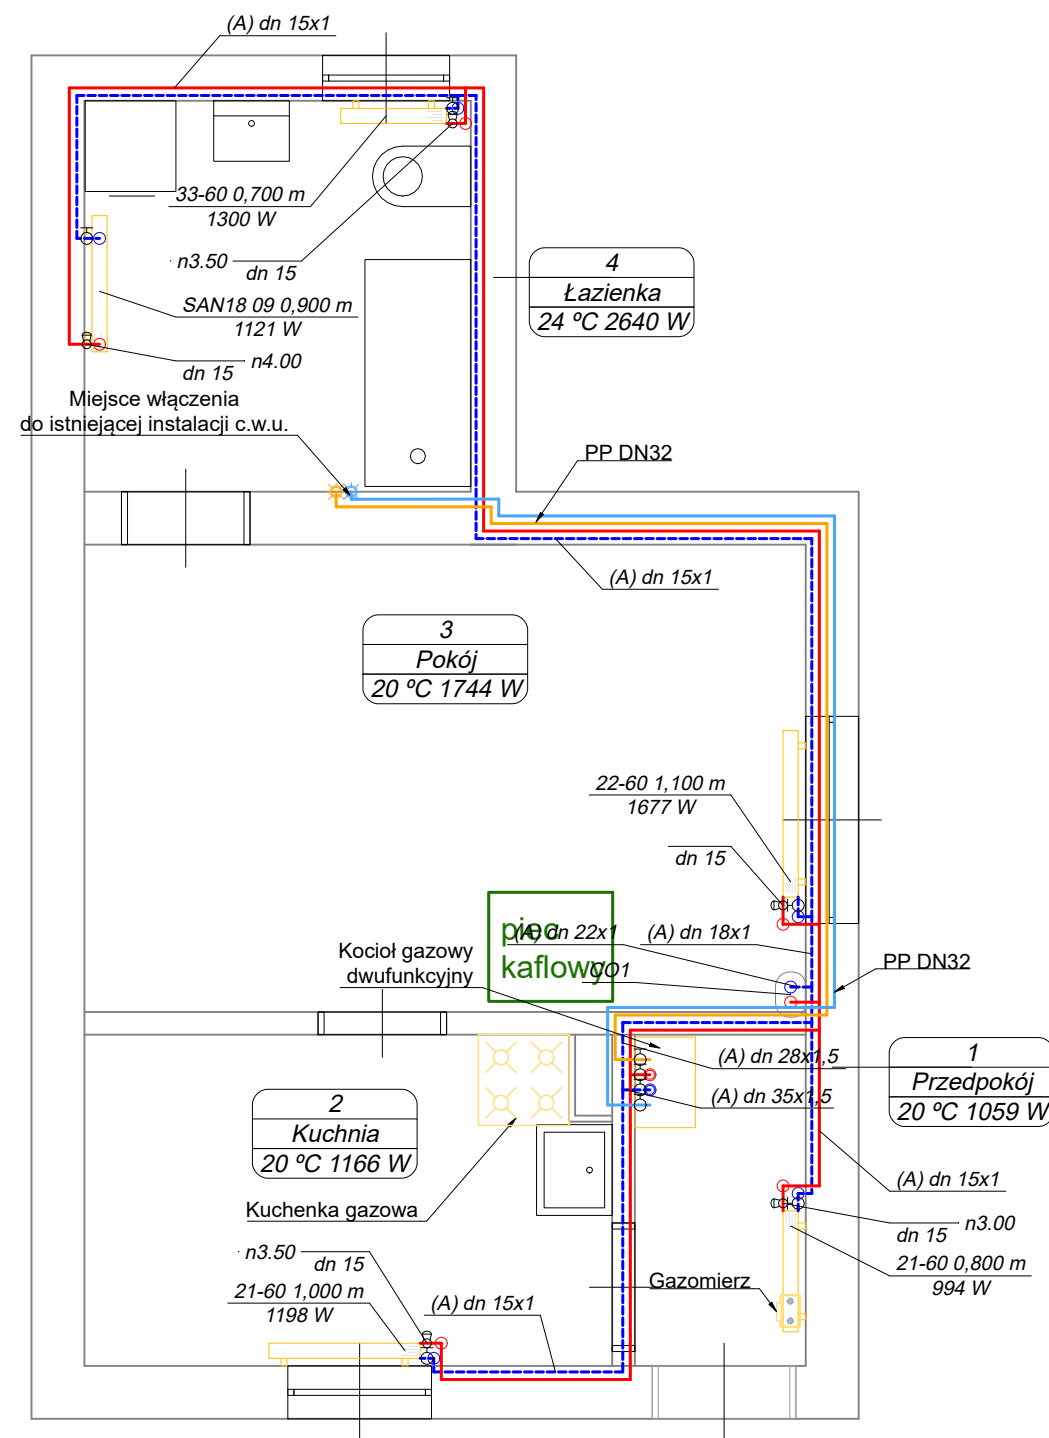 (A) dn 15x1
33-60 0,700 m
1300 W
n3.50
dn 15
SAN18 09 0,900 m
1121 W
n4.00
dn 15
4
Łazienka
24 ºC 2640 W
Miejsce włączenia
do istniejącej instalacji c.w.u.
PP DN32
(A) dn 15x1
3
Pokój
20 ºC 1744 W
22-60 1,100 m
1677 W
dn 15
piec
kaflowy
(A) dn 22x1
(A) dn 18x1
CO1
Kocioł gazowy
dwufunkcyjny
PP DN32
(A) dn 28x1,5
(A) dn 35x1,5
1
Przedpokój
20 ºC 1059 W
2
Kuchnia
20 ºC 1166 W
(A) dn 15x1
Kuchenka gazowa
n3.00
dn 15
21-60 0,800 m
994 W
n3.50
dn 15
21-60 1,000 m
1198 W
(A) dn 15x1
Gazomierz